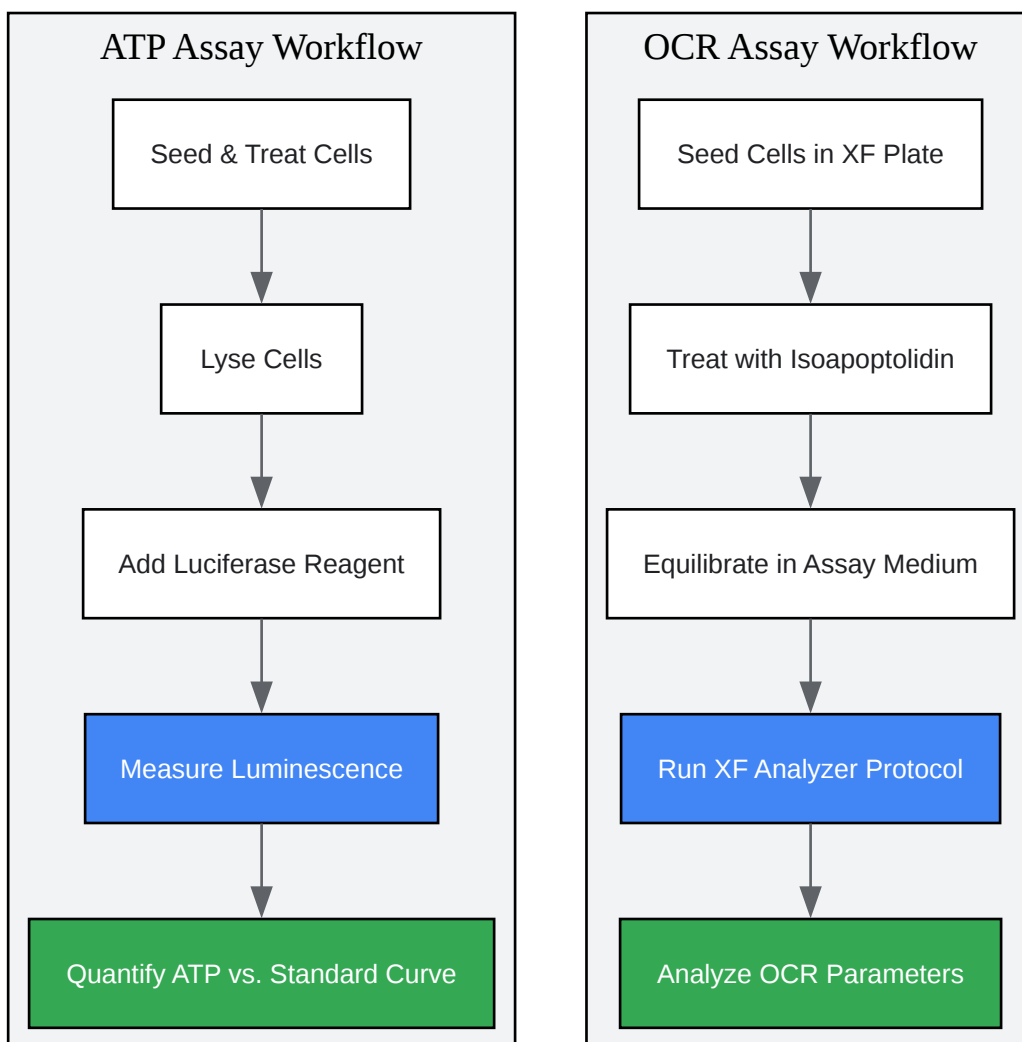 ATP Assay Workflow
Seed & Treat Cells
Lyse Cells
Add Luciferase Reagent
Measure Luminescence
Quantify ATP vs. Standard Curve
OCR Assay Workflow
Seed Cells in XF Plate
Treat with Isoapoptolidin
Equilibrate in Assay Medium
Run XF Analyzer Protocol
Analyze OCR Parameters